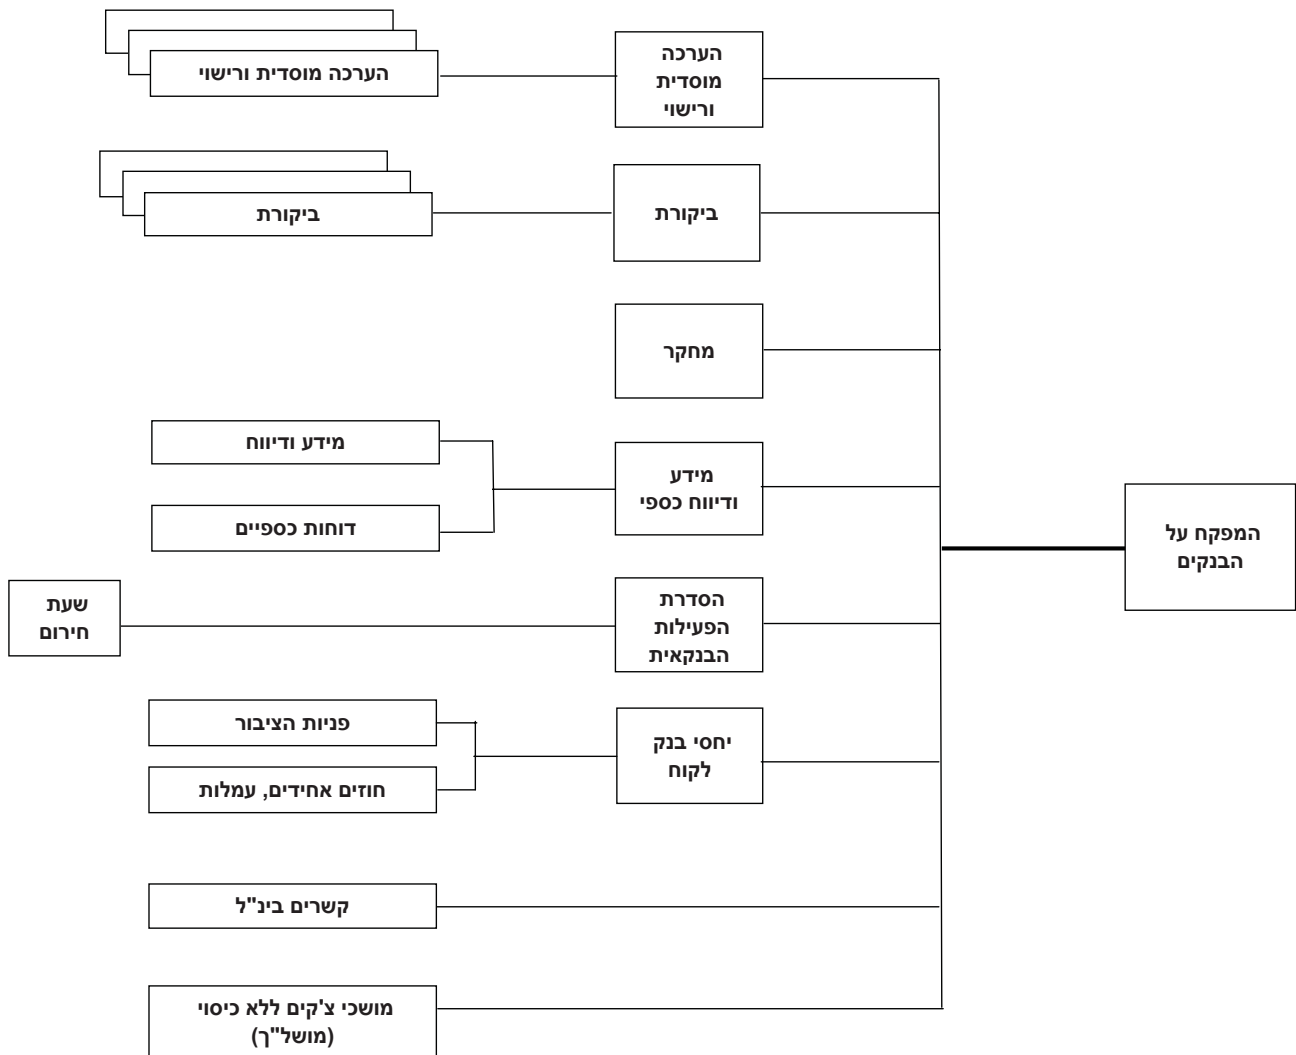 המפקח על
הבנקים
הערכה
מוסדית
ורישוי
הערכה מוסדית ורישוי
ביקורת
ביקורת
מחקר
מידע
ודיווח כספי
מידע ודיווח
דוחות כספיים
הסדרת
הפעילות
הבנקאית
שעת
חירום
יחסי בנק
לקוח
פניות הציבור
חוזים אחידים, עמלות
קשרים בינ"ל
מושכי צ'קים ללא כיסוי
(מושל"ך)